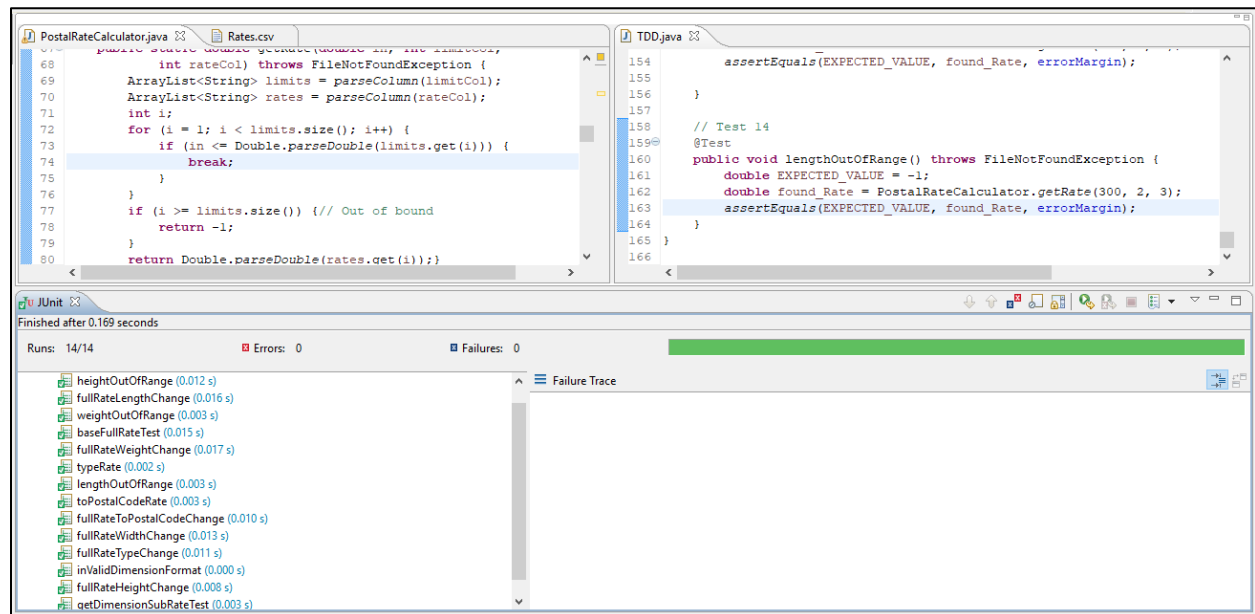 PostalRateCalculator.java
Rates.csv
public static double getRate(double in, int limitCol,
68 int rateCol) throws FileNotFoundException {
69 ArrayList<String> limits = parseColumn(limitCol);
70 ArrayList<String> rates = parseColumn(rateCol);
71 int i;
72 for (i = 1; i < limits.size(); i++) {
73 if (in <= Double.parseDouble(limits.get(i))) {
74 break;
75 }
76 }
77 if (i >= limits.size()) {// Out of bound
78 return -1;
79 }
80 return Double.parseDouble(rates.get(i));}
TDD.java
154 assertEquals(EXPECTED_VALUE, found_Rate, errorMargin);
155
156 }
157
158 // Test 14
159 @Test
160 public void lengthOutOfRange() throws FileNotFoundException {
161 double EXPECTED_VALUE = -1;
162 double found_Rate = PostalRateCalculator.getRate(300, 2, 3);
163 assertEquals(EXPECTED_VALUE, found_Rate, errorMargin);
164 }
165 }
166
JUnit
Finished after 0.169 seconds
Runs: 14/14 Errors: 0 Failures: 0
heightOutOfRange (0.012 s)
fullRateLengthChange (0.016 s)
weightOutOfRange (0.003 s)
baseFullRateTest (0.015 s)
fullRateWeightChange (0.017 s)
typeRate (0.002 s)
lengthOutOfRange (0.003 s)
toPostalCodeRate (0.003 s)
fullRateToPostalCodeChange (0.010 s)
fullRateWidthChange (0.013 s)
fullRateTypeChange (0.011 s)
inValidDimensionFormat (0.000 s)
fullRateHeightChange (0.008 s)
getDimensionSubRateTest (0.003 s)
Failure Trace